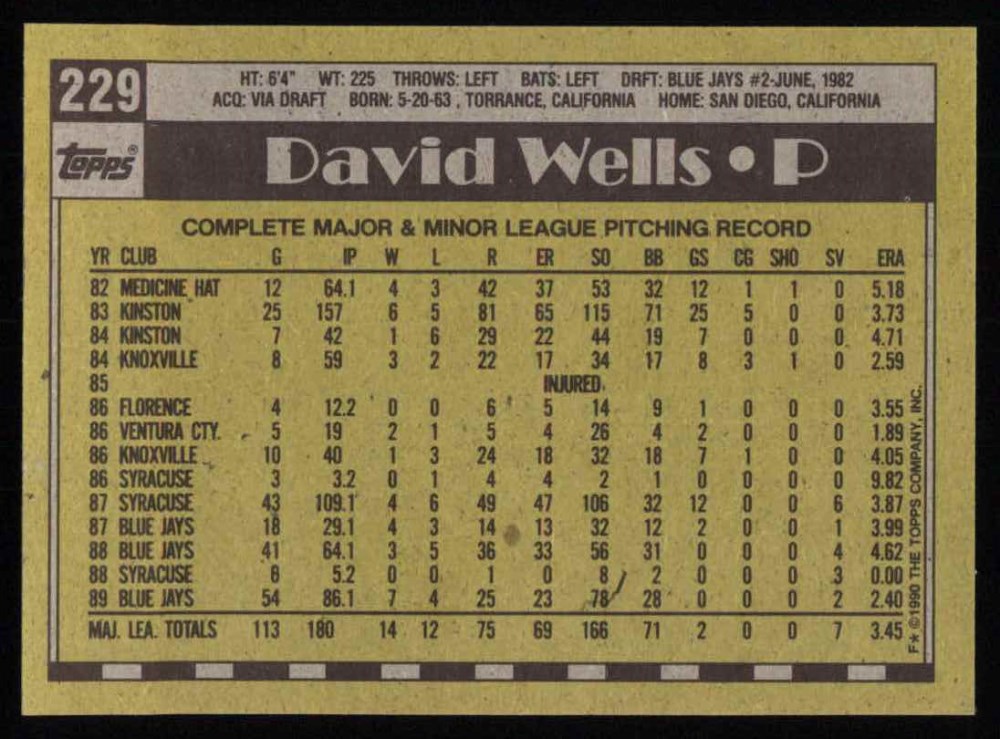 229
HT: 6'4" WT: 225 THROWS: LEFT BATS: LEFT DRFT: BLUE JAYS #2-JUNE, 1982
ACQ: VIA DRAFT BORN: 5-20-63, TORRANCE, CALIFORNIA HOME: SAN DIEGO, CALIFORNIA
topps®
David Wells • P
COMPLETE MAJOR & MINOR LEAGUE PITCHING RECORD
YR CLUB G IP W L R ER SO BB GS CG SHO SV ERA
82 MEDICINE HAT 12 64.1 4 3 42 37 53 32 12 1 1 0 5.18
83 KINSTON 25 157 6 5 81 65 115 71 25 5 0 0 3.73
84 KINSTON 7 42 1 6 29 22 44 19 7 0 0 0 4.71
84 KNOXVILLE 8 59 3 2 22 17 34 17 8 3 1 0 2.59
85 INJURED
86 FLORENCE 4 12.2 0 0 6 5 14 9 1 0 0 0 3.55
86 VENTURA CTY. 5 19 2 1 5 4 26 4 2 0 0 0 1.89
86 KNOXVILLE 10 40 1 3 24 18 32 18 7 1 0 0 4.05
86 SYRACUSE 3 3.2 0 1 4 4 2 1 0 0 0 0 9.82
87 SYRACUSE 43 109.1 4 6 49 47 106 32 12 0 0 6 3.87
87 BLUE JAYS 18 29.1 4 3 14 13 32 12 2 0 0 1 3.99
88 BLUE JAYS 41 64.1 3 5 36 33 56 31 0 0 0 4 4.62
88 SYRACUSE 6 5.2 0 0 1 0 8 2 0 0 0 3 0.00
89 BLUE JAYS 54 86.1 7 4 25 23 78 28 0 0 0 2 2.40
MAJ. LEA. TOTALS 113 180 14 12 75 69 166 71 2 0 0 7 3.45
F* ©1990 THE TOPPS COMPANY, INC.